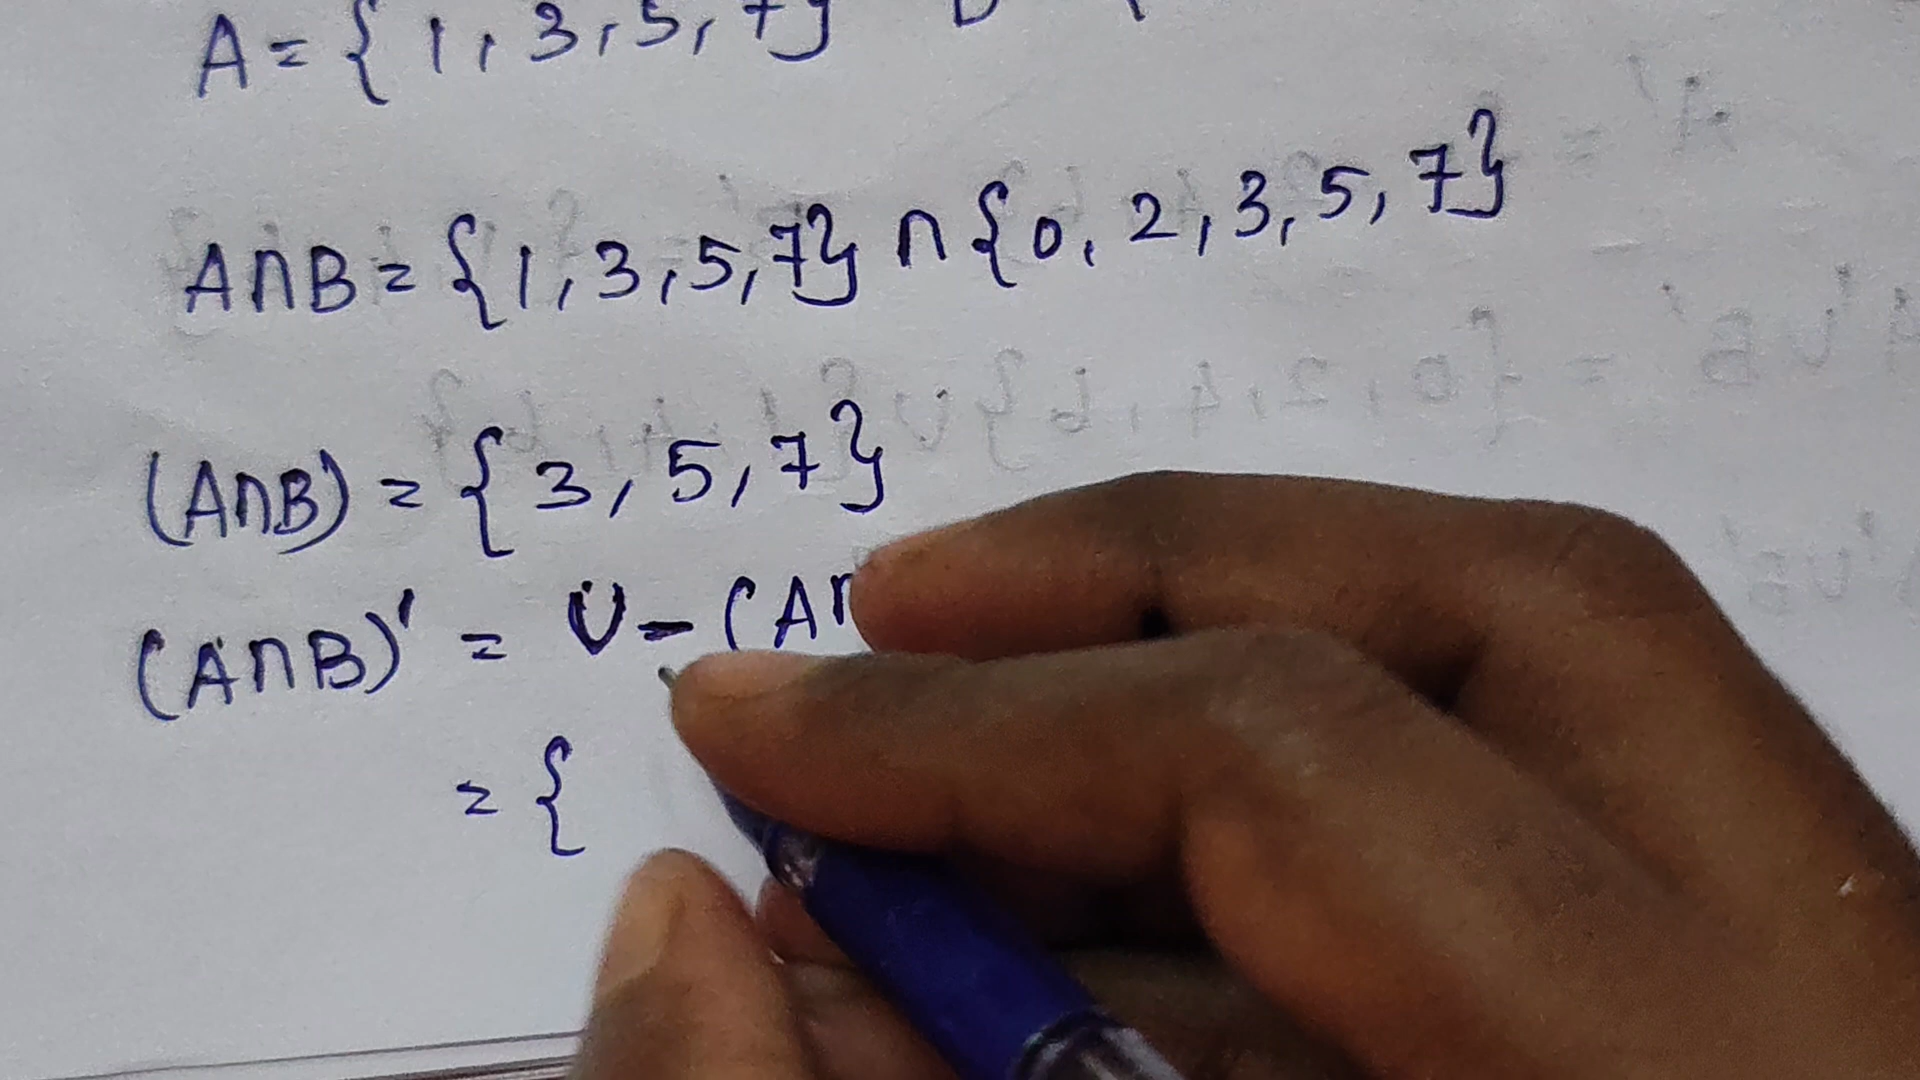 A = {1, 3, 5, 7}
A∩B = {1, 3, 5, 7} ∩ {0, 2, 3, 5, 7}
(A∩B) = {3, 5, 7}
(A∩B)' = U - (A∩
= {